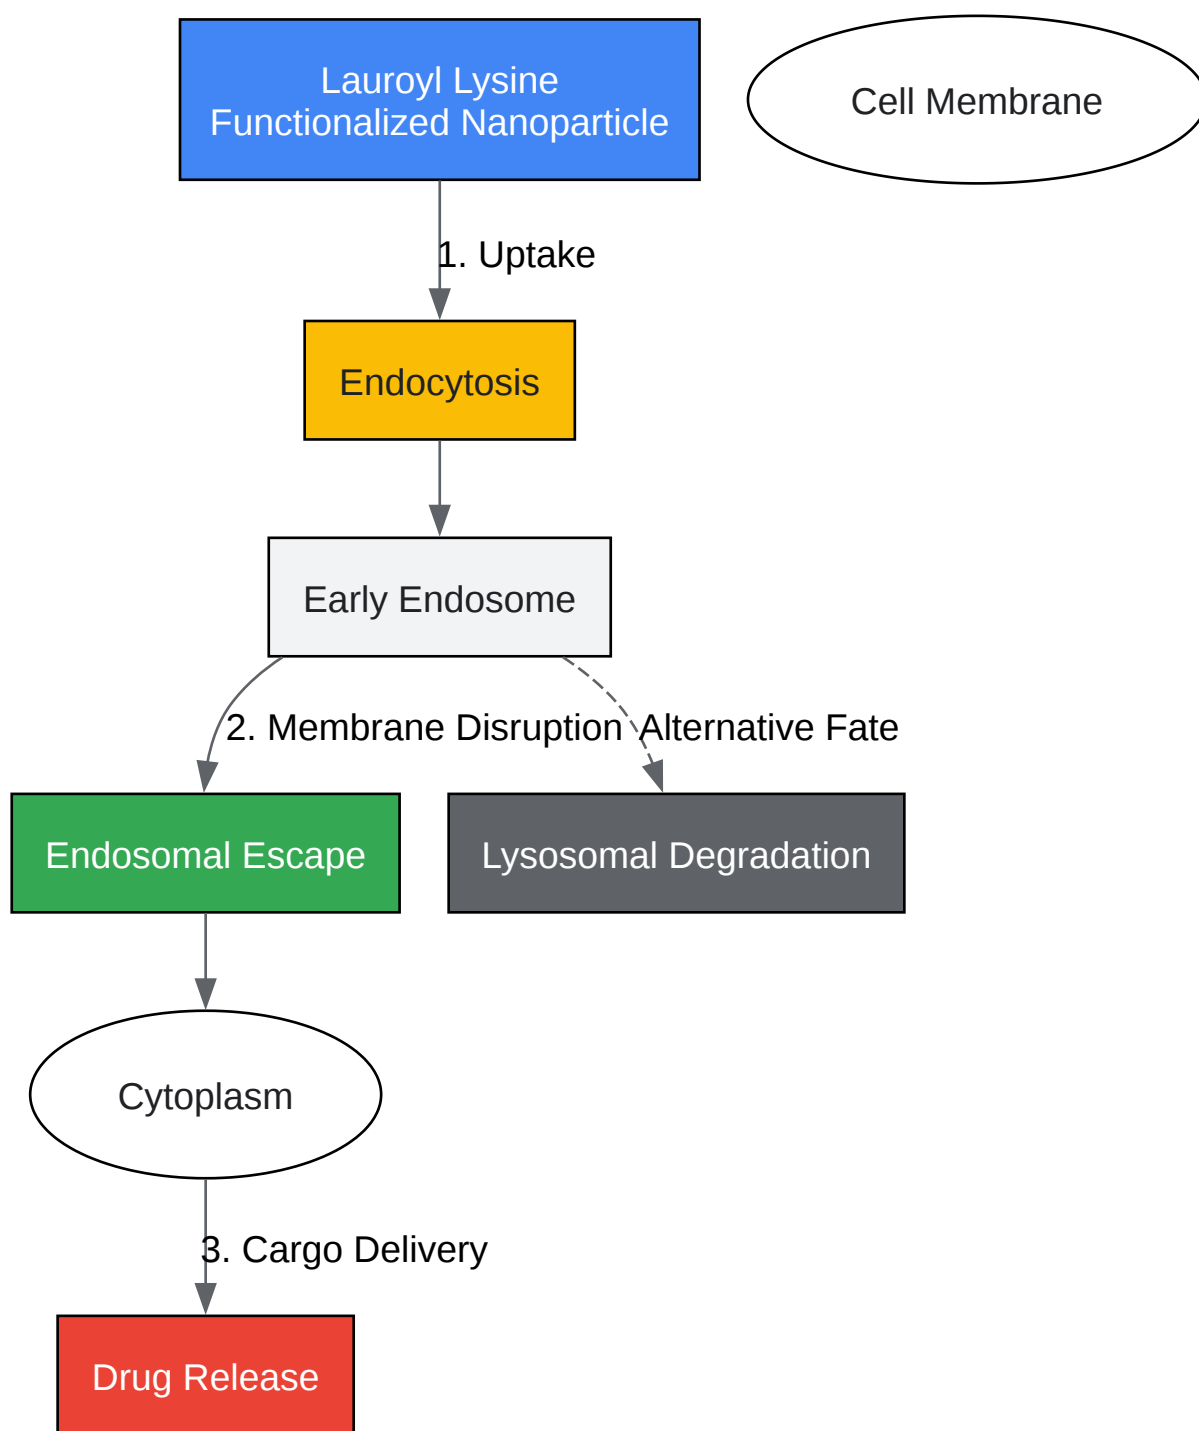 Lauroyl Lysine
Functionalized Nanoparticle
Cell Membrane
1. Uptake
Endocytosis
Early Endosome
2. Membrane Disruption
Alternative Fate
Endosomal Escape
Lysosomal Degradation
Cytoplasm
3. Cargo Delivery
Drug Release